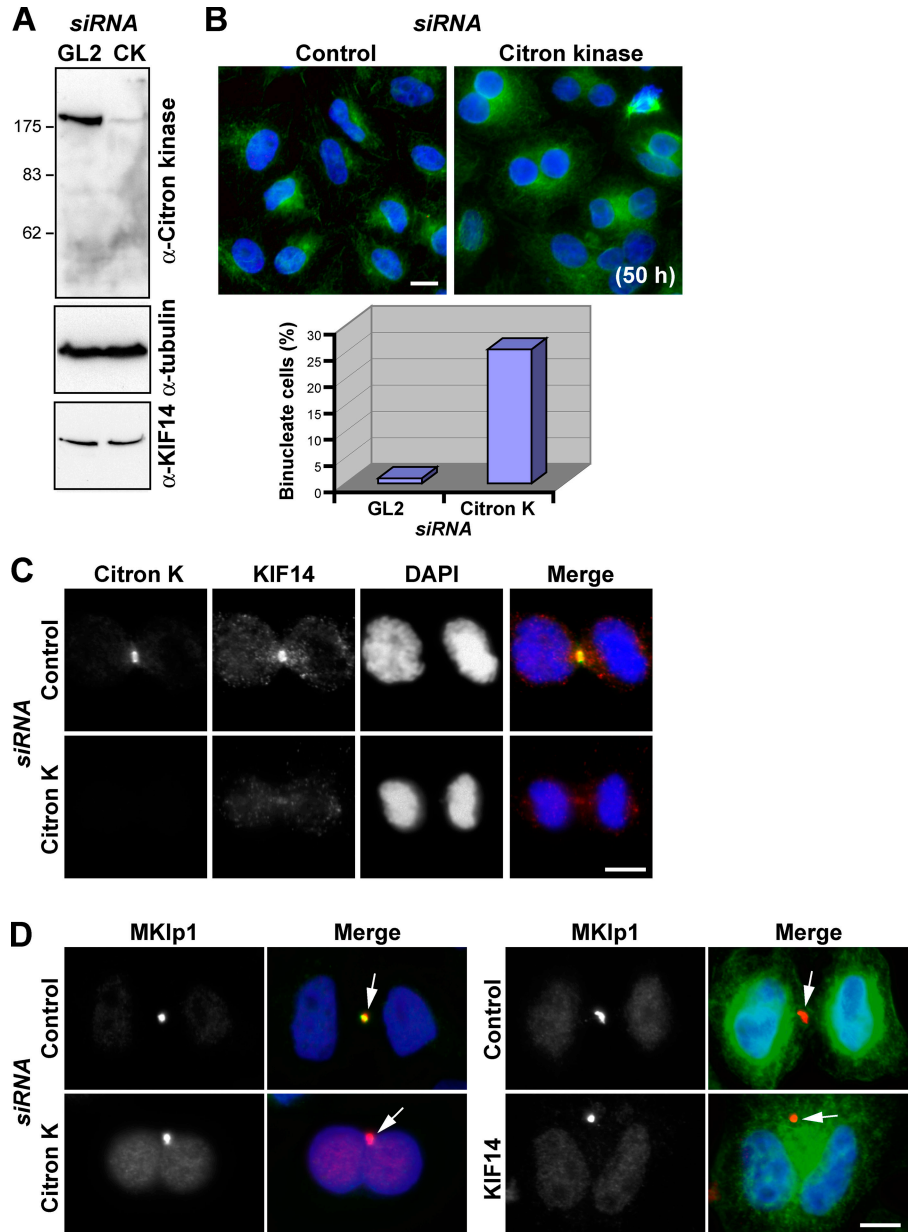 A
siRNA
GL2 CK
175
83
62
α-Citron kinase
α-tubulin
α-KIF14
B
siRNA
Control
Citron kinase
(50 h)
Binucleate cells (%)
30
25
20
15
10
5
0
GL2
Citron K
siRNA
C
Citron K
KIF14
DAPI
Merge
siRNA
Control
Citron K
D
MKlp1
Merge
MKlp1
Merge
siRNA
Control
Citron K
Control
KIF14